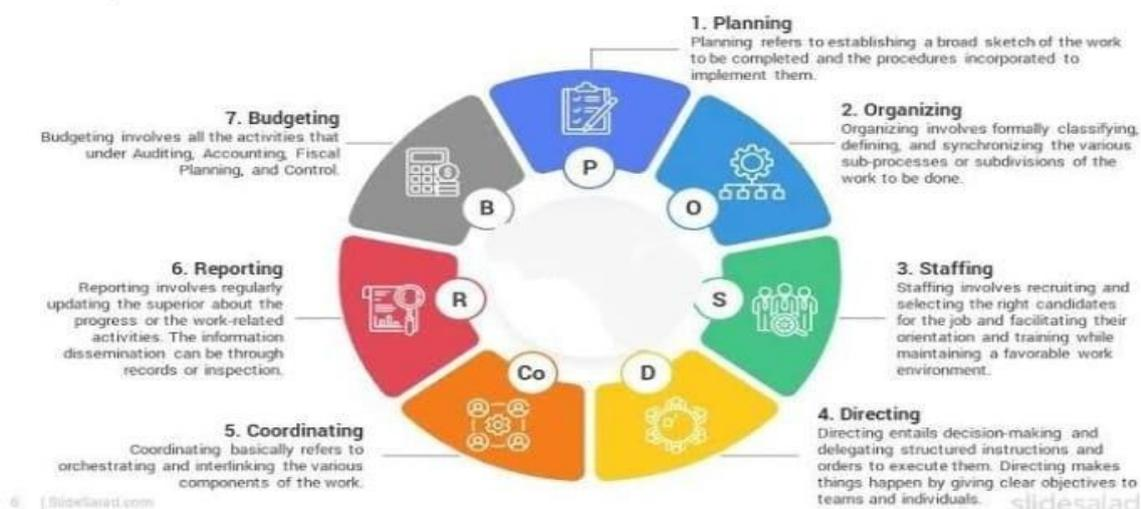 1. Planning
Planning refers to establishing a broad sketch of the work
to be completed and the procedures incorporated to
implement them.
2. Organizing
Organizing involves formally classifying,
defining, and synchronizing the various
sub-processes or subdivisions of the
work to be done.
3. Staffing
Staffing involves recruiting and
selecting the right candidates
for the job and facilitating their
orientation and training while
maintaining a favorable work
environment.
4. Directing
Directing entails decision-making and
delegating structured instructions and
orders to execute them. Directing makes
things happen by giving clear objectives to
teams and individuals.
5. Coordinating
Coordinating basically refers to
orchestrating and interlinking the various
components of the work.
6. Reporting
Reporting involves regularly
updating the superior about the
progress or the work-related
activities. The information
dissemination can be through
records or inspection.
7. Budgeting
Budgeting involves all the activities that
under Auditing, Accounting, Fiscal
Planning, and Control.
P
O
S
D
Co
R
B
6 | SlideSalad.com
slidesalad